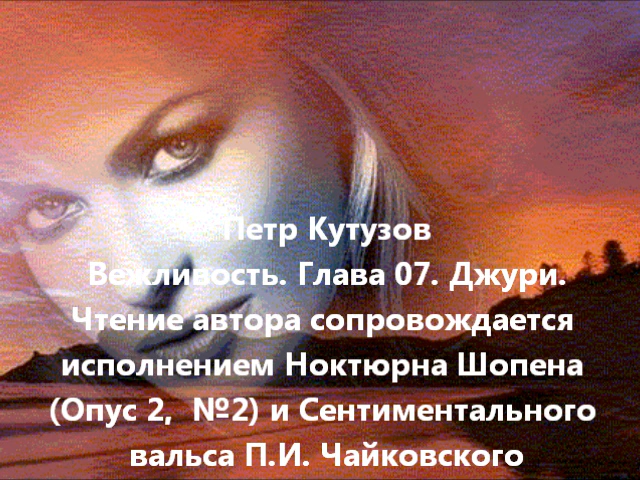 Петр Кутузов
Вежливость. Глава 07. Джури.
Чтение автора сопровождается
исполнением Ноктюрна Шопена
(Опус 2, №2) и Сентиментального
вальса П.И. Чайковского